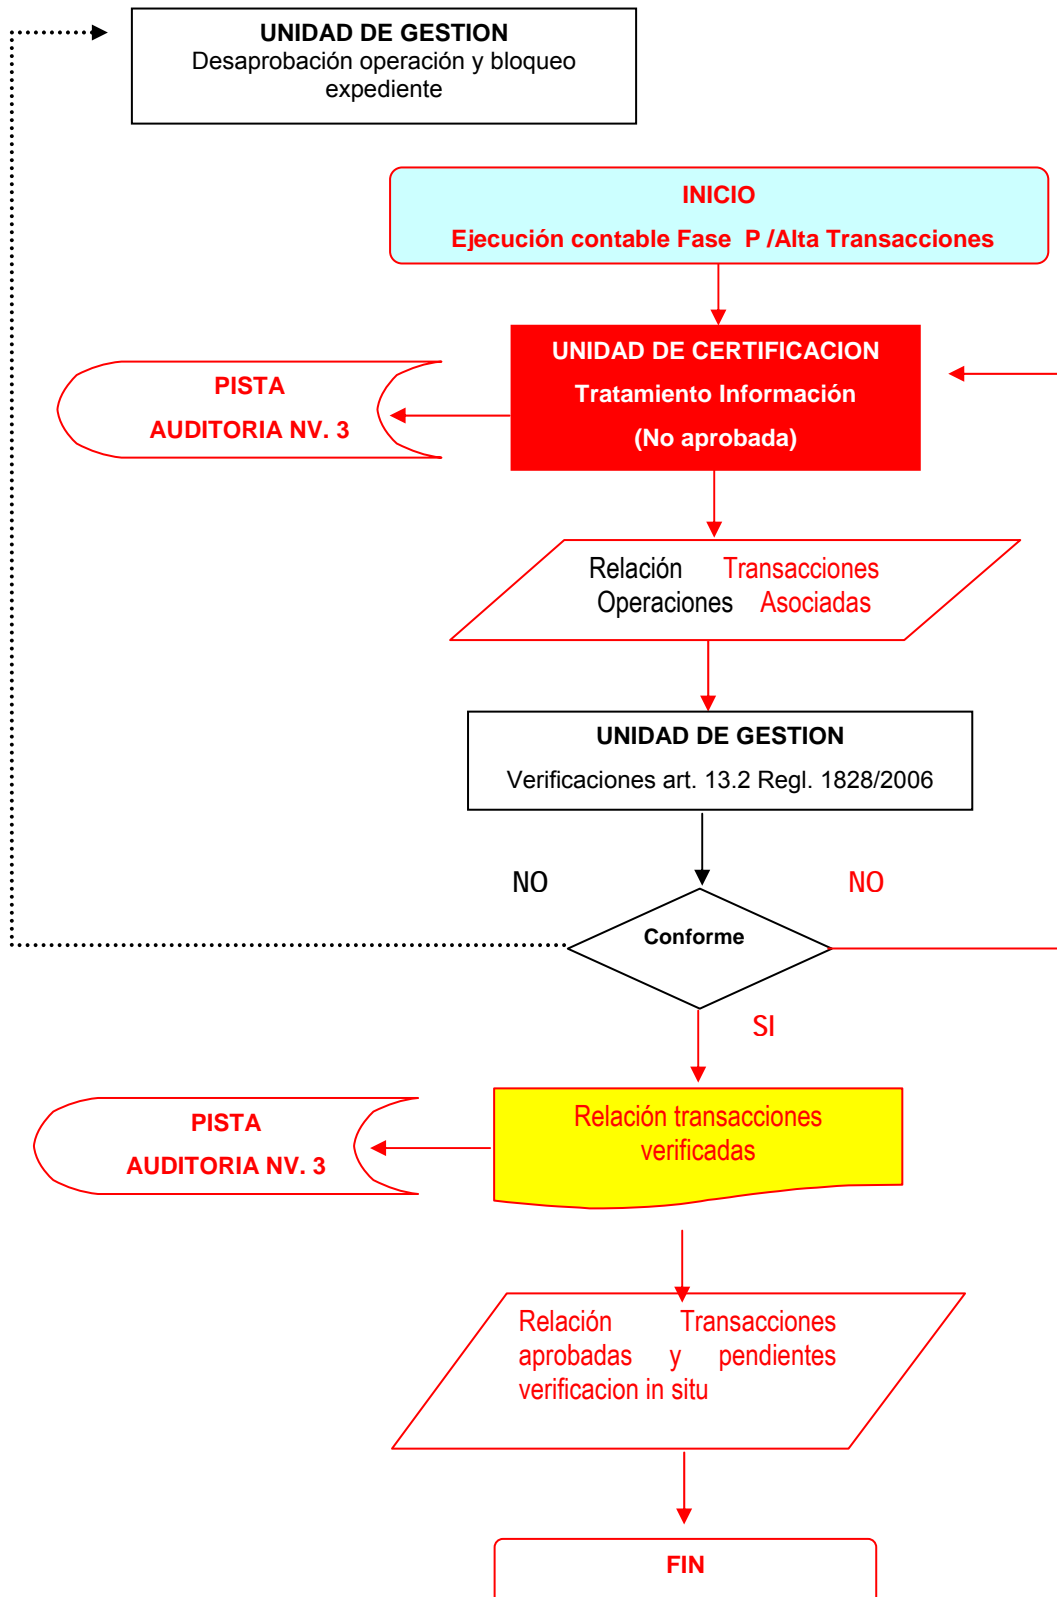 UNIDAD DE GESTION
Desaprobación operación y bloqueo
expediente
INICIO
Ejecución contable Fase P /Alta Transacciones
UNIDAD DE CERTIFICACION
Tratamiento Información
(No aprobada)
PISTA
AUDITORIA NV. 3
Relación Transacciones
Operaciones Asociadas
UNIDAD DE GESTION
Verificaciones art. 13.2 Regl. 1828/2006
NO
NO
Conforme
SI
Relación transacciones
verificadas
PISTA
AUDITORIA NV. 3
Relación Transacciones
aprobadas y pendientes
verificacion in situ
FIN